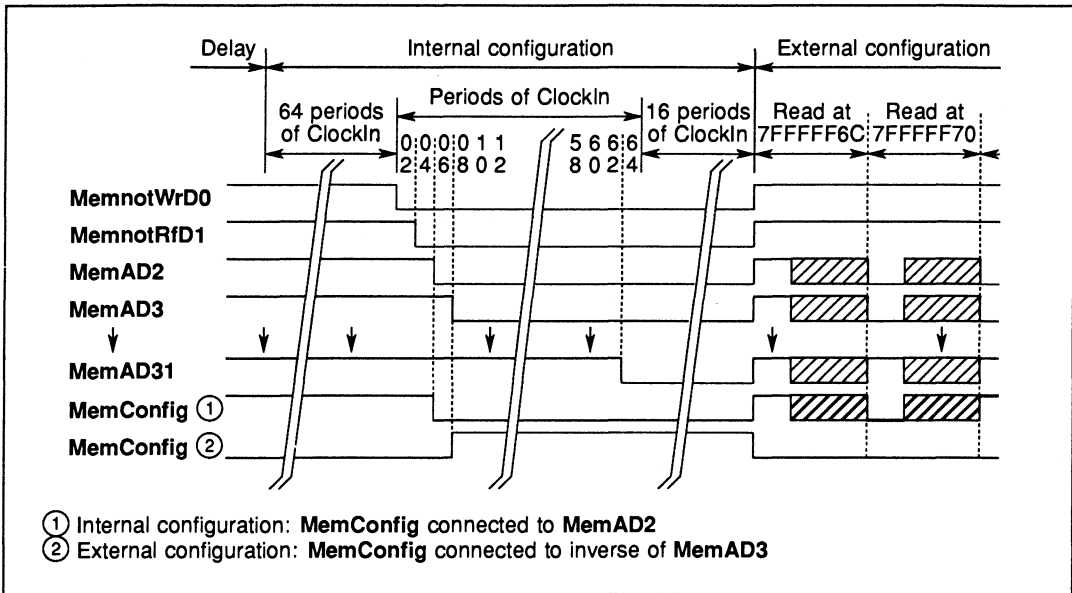 Delay Internal configuration External configuration
Periods of ClockIn
64 periods of ClockIn
16 periods of ClockIn
Read at 7FFFFF6C
Read at 7FFFFF70
0 0 0 0 1 1 5 6 6 6
2 4 6 8 0 2 8 0 2 4
MemnotWrD0
MemnotRfD1
MemAD2
MemAD3
MemAD31
MemConfig ①
MemConfig ②
① Internal configuration: MemConfig connected to MemAD2
② External configuration: MemConfig connected to inverse of MemAD3